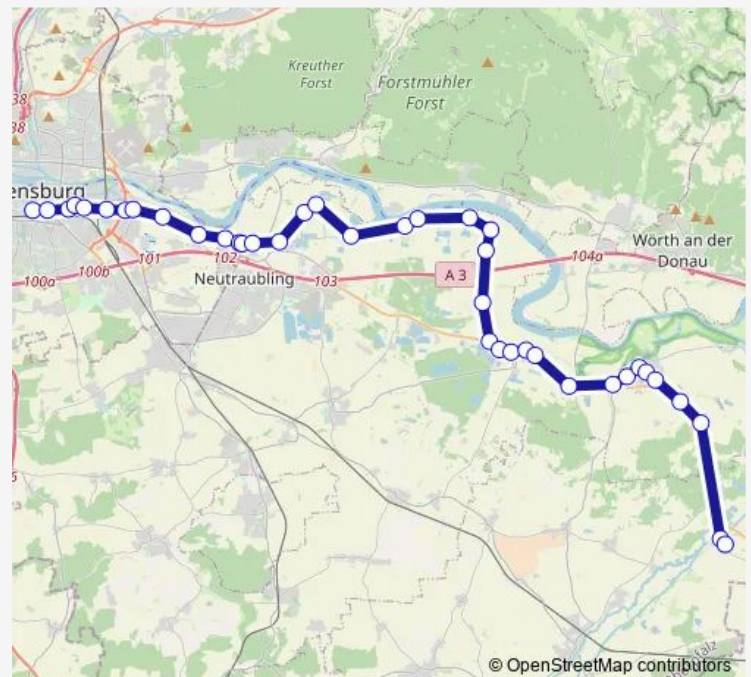 Kreuther
Forst
Forstmühler
Forst
38
38
ensburg
Wörth an der
Donau
104a
102
101
100b
100a
Neutraubling
103
A 3
© OpenStreetMap contributors